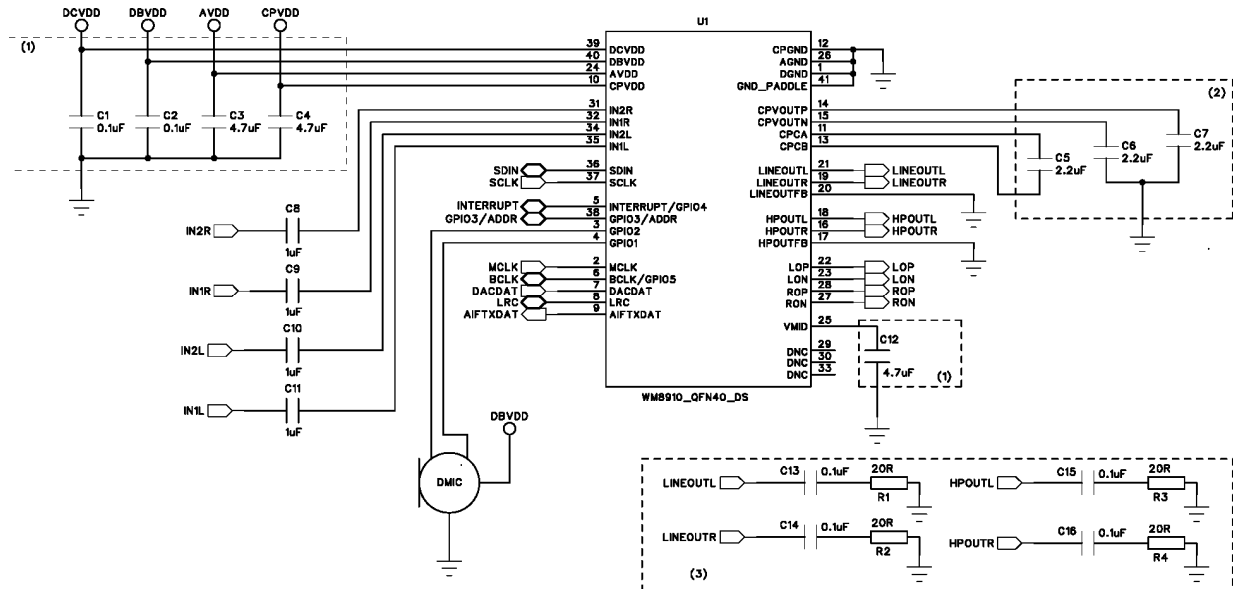 DCVDD DBVDD AVDD CPVDD
(1)
C1 0.1uF
C2 0.1uF
C3 4.7uF
C4 4.7uF
U1
39 DCVDD
40 DBVDD
24 AVDD
10 CPVDD
31 IN2R
32 IN1R
34 IN2L
35 IN1L
SDIN 36 SDIN
SCLK 37 SCLK
INTERRUPT 5 INTERRUPT/GPIO4
GPIO3/ADDR 38 GPIO3/ADDR
3 GPIO2
4 GPIO1
MCLK 2 MCLK
BCLK 6 BCLK/GPIO5
DACDAT 7 DACDAT
LRC 8 LRC
AIFTXDAT 9 AIFTXDAT
CPGND 12
AGND 26
DGND 1
GND_PADDLE 41
CPVOUTP 14
CPVOUTN 15
CPCA 11
CPCB 13
LINEOUTL 21 LINEOUTL
LINEOUTR 19 LINEOUTR
LINEOUTFB 20
HPOUTL 18 HPOUTL
HPOUTR 16 HPOUTR
HPOUTFB 17
LOP 22 LOP
LON 23 LON
ROP 28 ROP
RON 27 RON
VMID 25
DNC 29
DNC 30
DNC 33
WM8910_QFN40_DS
(2)
C5 2.2uF
C6 2.2uF
C7 2.2uF
C12 4.7uF
(1)
IN2R C8 1uF
IN1R C9 1uF
IN2L C10 1uF
IN1L C11 1uF
DBVDD
DMIC
LINEOUTL C13 0.1uF 20R R1
HPOUTL C15 0.1uF 20R R3
LINEOUTR C14 0.1uF 20R R2
HPOUTR C16 0.1uF 20R R4
(3)